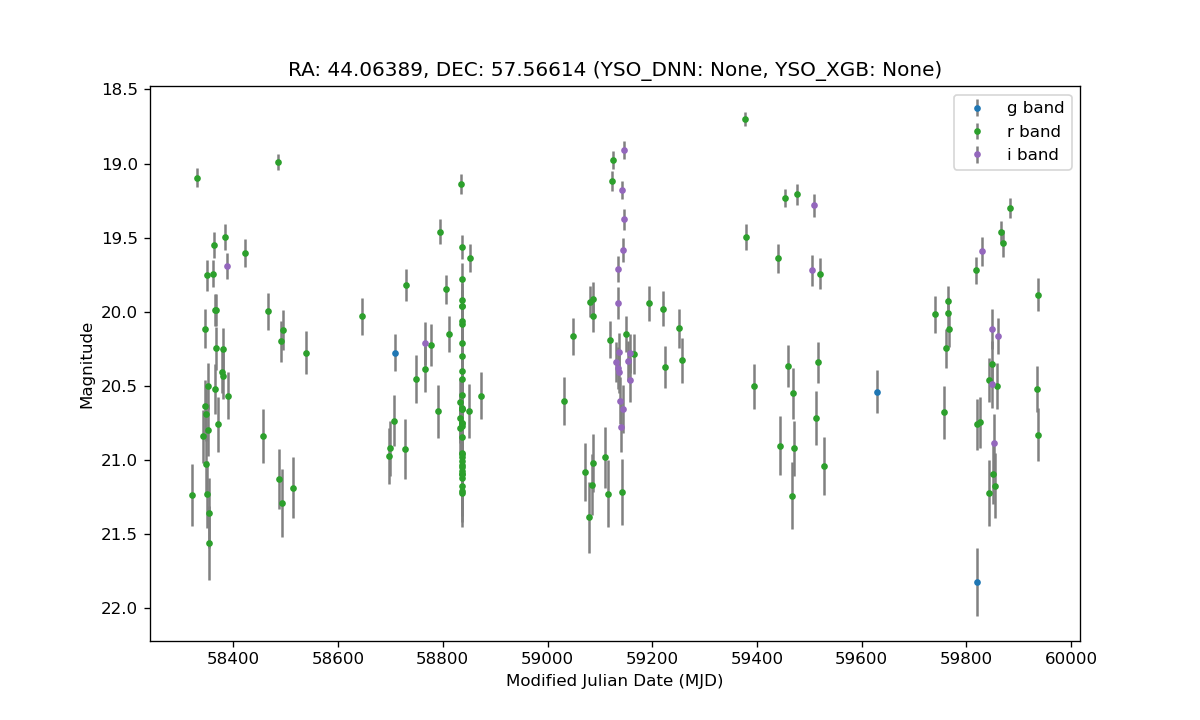 RA: 44.06389, DEC: 57.56614 (YSO_DNN: None, YSO_XGB: None)
18.5
19.0
19.5
20.0
20.5
21.0
21.5
22.0
Magnitude
g band
r band
i band
58400
58600
58800
59000
59200
59400
59600
59800
60000
Modified Julian Date (MJD)